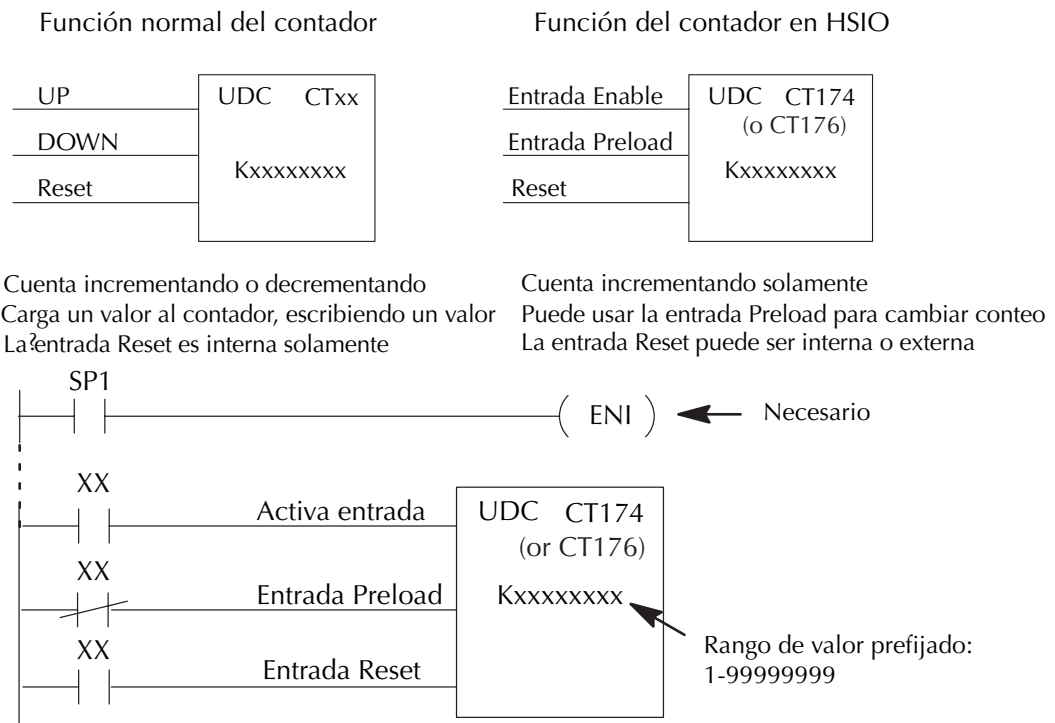 Función normal del contador
UP
DOWN
Reset
UDC CTxx
Kxxxxxxxx
Cuenta incrementando o decrementando
Carga un valor al contador, escribiendo un valor
La?entrada Reset es interna solamente
Función del contador en HSIO
Entrada Enable
Entrada Preload
Reset
UDC CT174
(o CT176)
Kxxxxxxxx
Cuenta incrementando solamente
Puede usar la entrada Preload para cambiar conteo
La entrada Reset puede ser interna o externa
SP1
ENI
Necesario
XX
Activa entrada
XX
Entrada Preload
XX
Entrada Reset
UDC CT174
(or CT176)
Kxxxxxxxx
Rango de valor prefijado:
1-99999999